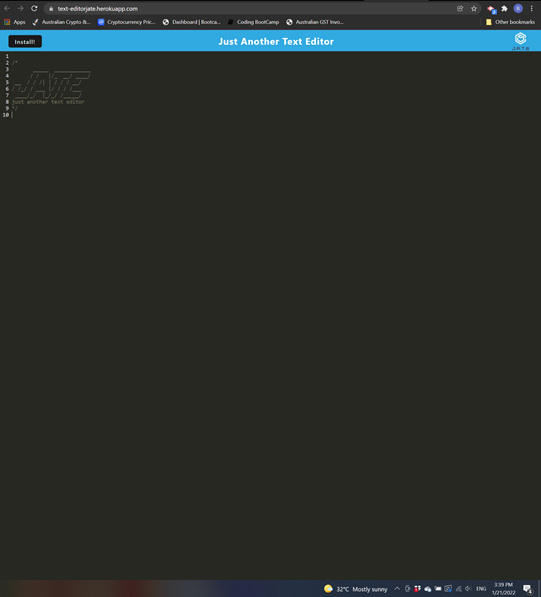 text-editorjate.herokuapp.com
Apps Australian Crypto &... Cryptocurrency Pric... Dashboard | Bootca... Coding BootCamp Australian GST Invo... Other bookmarks
Install! Just Another Text Editor
J.A.T.E
1
2 /*
3
4
5
6
7
8 just another text editor
9 */
10
32°C Mostly sunny ENG 3:39 PM
1/21/2022